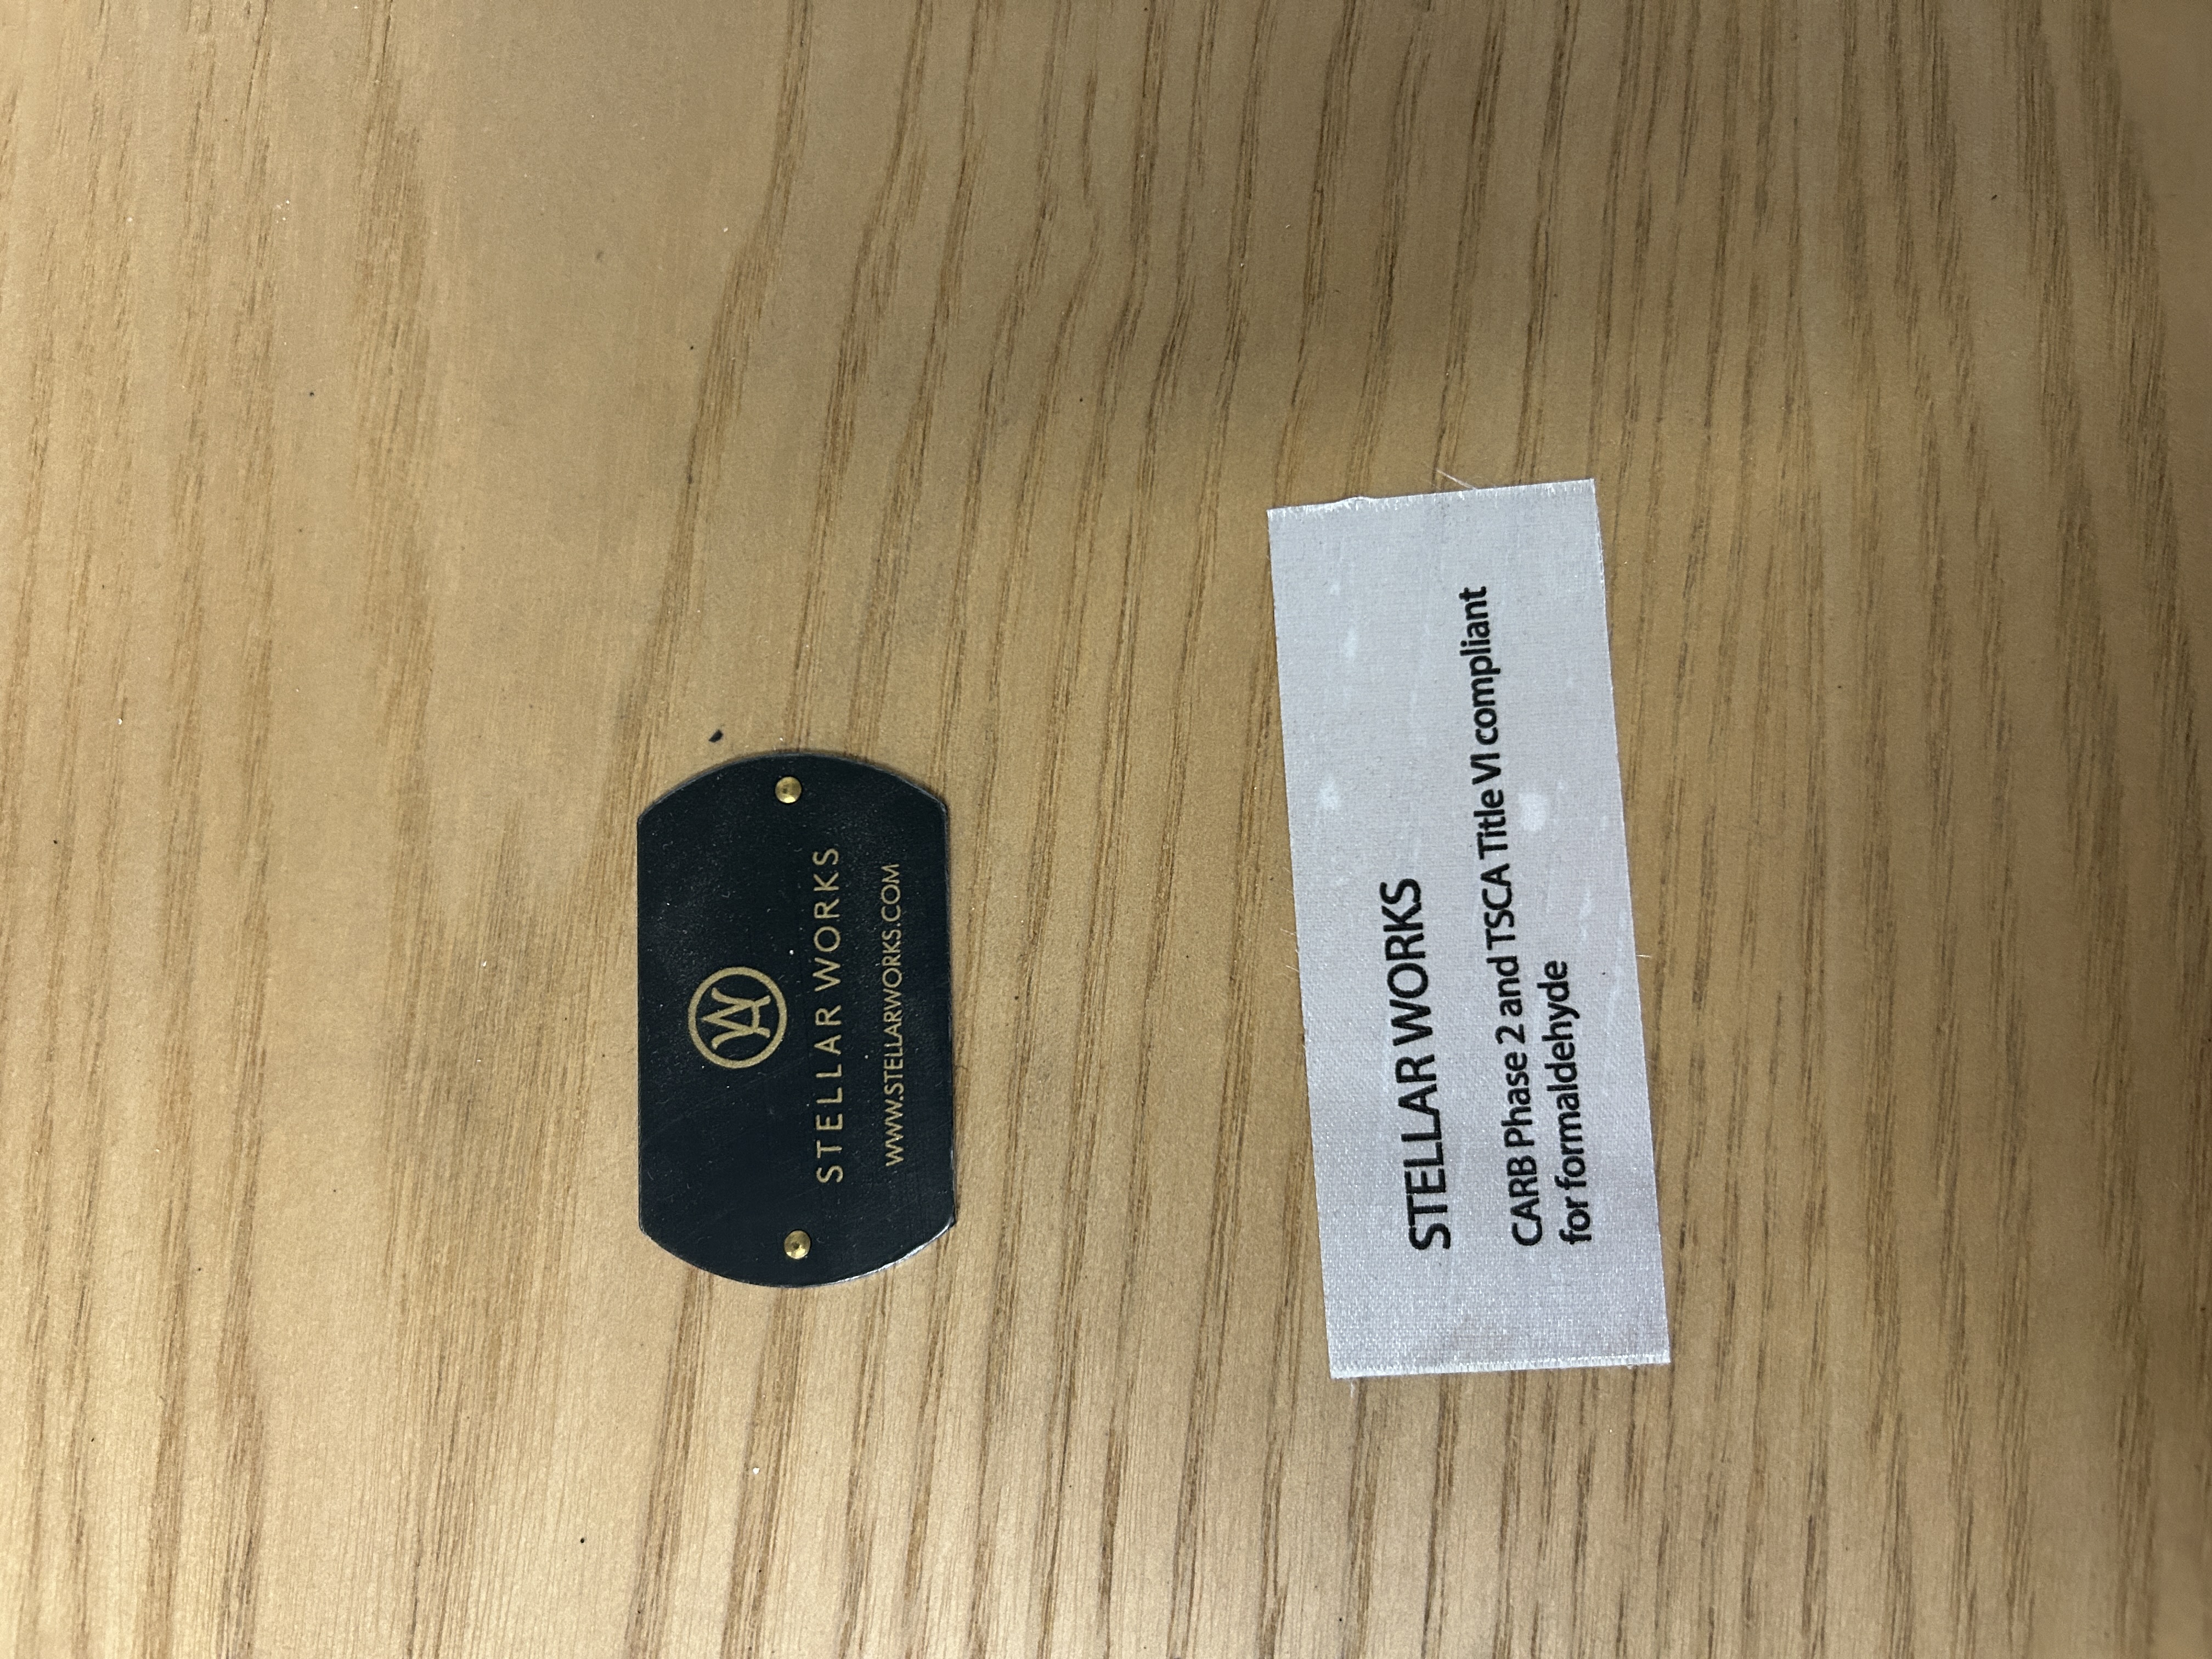 STELLAR WORKS
WWW.STELLARWORKS.COM
STELLAR WORKS
CARB Phase 2 and TSCA Title VI compliant
for formaldehyde